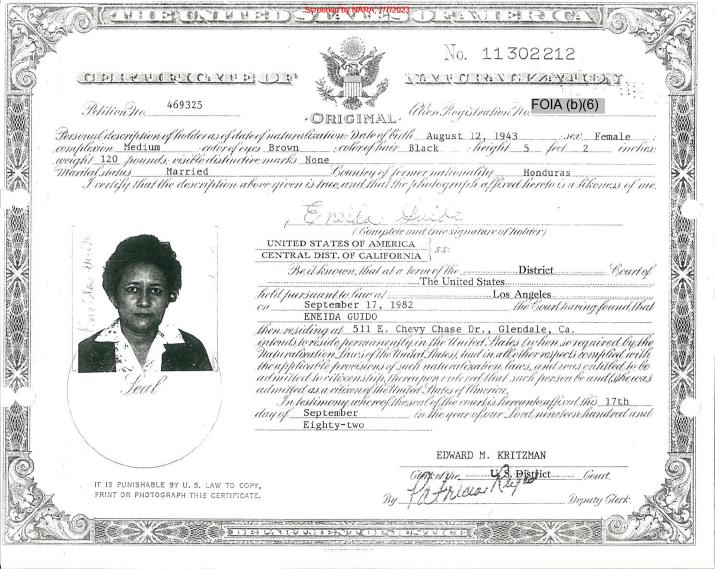 Screened by NARA, 7/7/2023
THE UNITED STATES OF AMERICA
No. 11302212
CERTIFICATE OF NATURALIZATION
Petition No. 469325
Alien Registration No. FOIA (b)(6)
ORIGINAL
Personal description of holder as of date of naturalization: Date of birth August 12, 1943 sex Female
complexion Medium color of eyes Brown color of hair Black height 5 feet 2 inches;
weight 120 pounds; visible distinctive marks None
Marital status Married Country of former nationality Honduras
I certify that the description above given is true, and that the photograph affixed hereto is a likeness of me.
Eneida Guido
(Complete and true signature of holder)
UNITED STATES OF AMERICA
CENTRAL DIST. OF CALIFORNIA
ss:
Be it known, that at a term of the District Court of
The United States
held pursuant to law at Los Angeles
on September 17, 1982 the Court having found that
ENEIDA GUIDO
then residing at 511 E. Chevy Chase Dr., Glendale, Ca.
intends to reside permanently in the United States (when so required by the
Naturalization Laws of the United States), had in all other respects complied with
the applicable provisions of such naturalization laws, and was entitled to be
admitted to citizenship, thereupon ordered that such person be and (s)he was
admitted as a citizen of the United States of America.
In testimony whereof the seal of the court is hereunto affixed this 17th
day of September in the year of our Lord nineteen hundred and
Eighty-two
Eneida Guido
Seal
IT IS PUNISHABLE BY U. S. LAW TO COPY,
PRINT OR PHOTOGRAPH THIS CERTIFICATE.
EDWARD M. KRITZMAN
Clerk of the U.S. District Court.
By Patricia Deputy Clerk.
DEPARTMENT OF JUSTICE